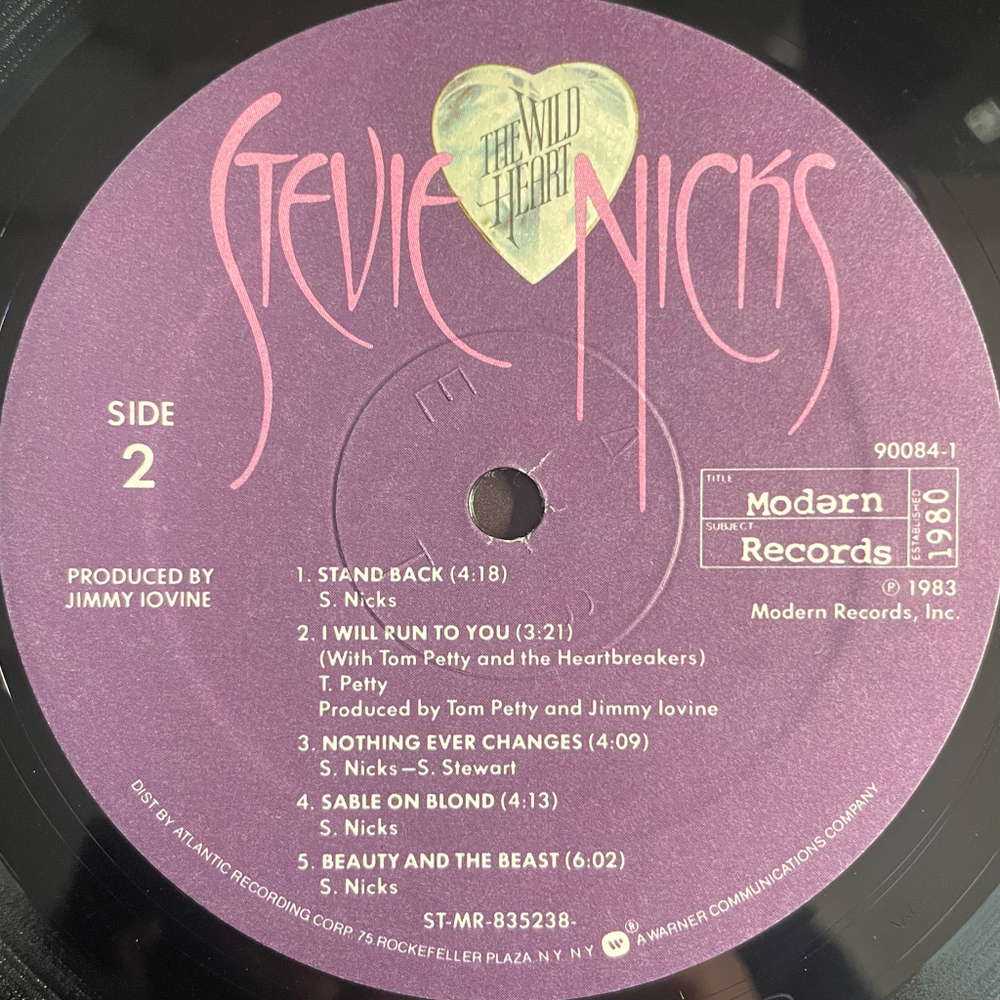 THE WILD
HEART
STEVIE NICKS
SIDE
2
90084-1
TITLE
Modərn
SUBJECT
Records
ESTABLISHED
1980
PRODUCED BY
JIMMY IOVINE
Ⓟ 1983
Modern Records, Inc.
1. STAND BACK (4:18)
S. Nicks
2. I WILL RUN TO YOU (3:21)
(With Tom Petty and the Heartbreakers)
T. Petty
Produced by Tom Petty and Jimmy Iovine
3. NOTHING EVER CHANGES (4:09)
S. Nicks—S. Stewart
4. SABLE ON BLOND (4:13)
S. Nicks
5. BEAUTY AND THE BEAST (6:02)
S. Nicks
ST-MR-835238-
DIST BY ATLANTIC RECORDING CORP. 75 ROCKEFELLER PLAZA. N.Y. N.Y. ® A WARNER COMMUNICATIONS COMPANY